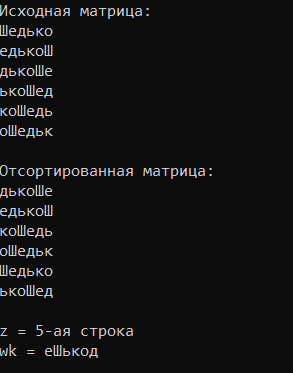 Исходная матрица:
Шедько
едькоШ
дькоШе
ькоШед
коШедь
оШедьк
Отсортированная матрица:
дькоШе
едькоШ
коШедь
оШедьк
Шедько
ькоШед
z = 5-ая строка
wk = еШькод